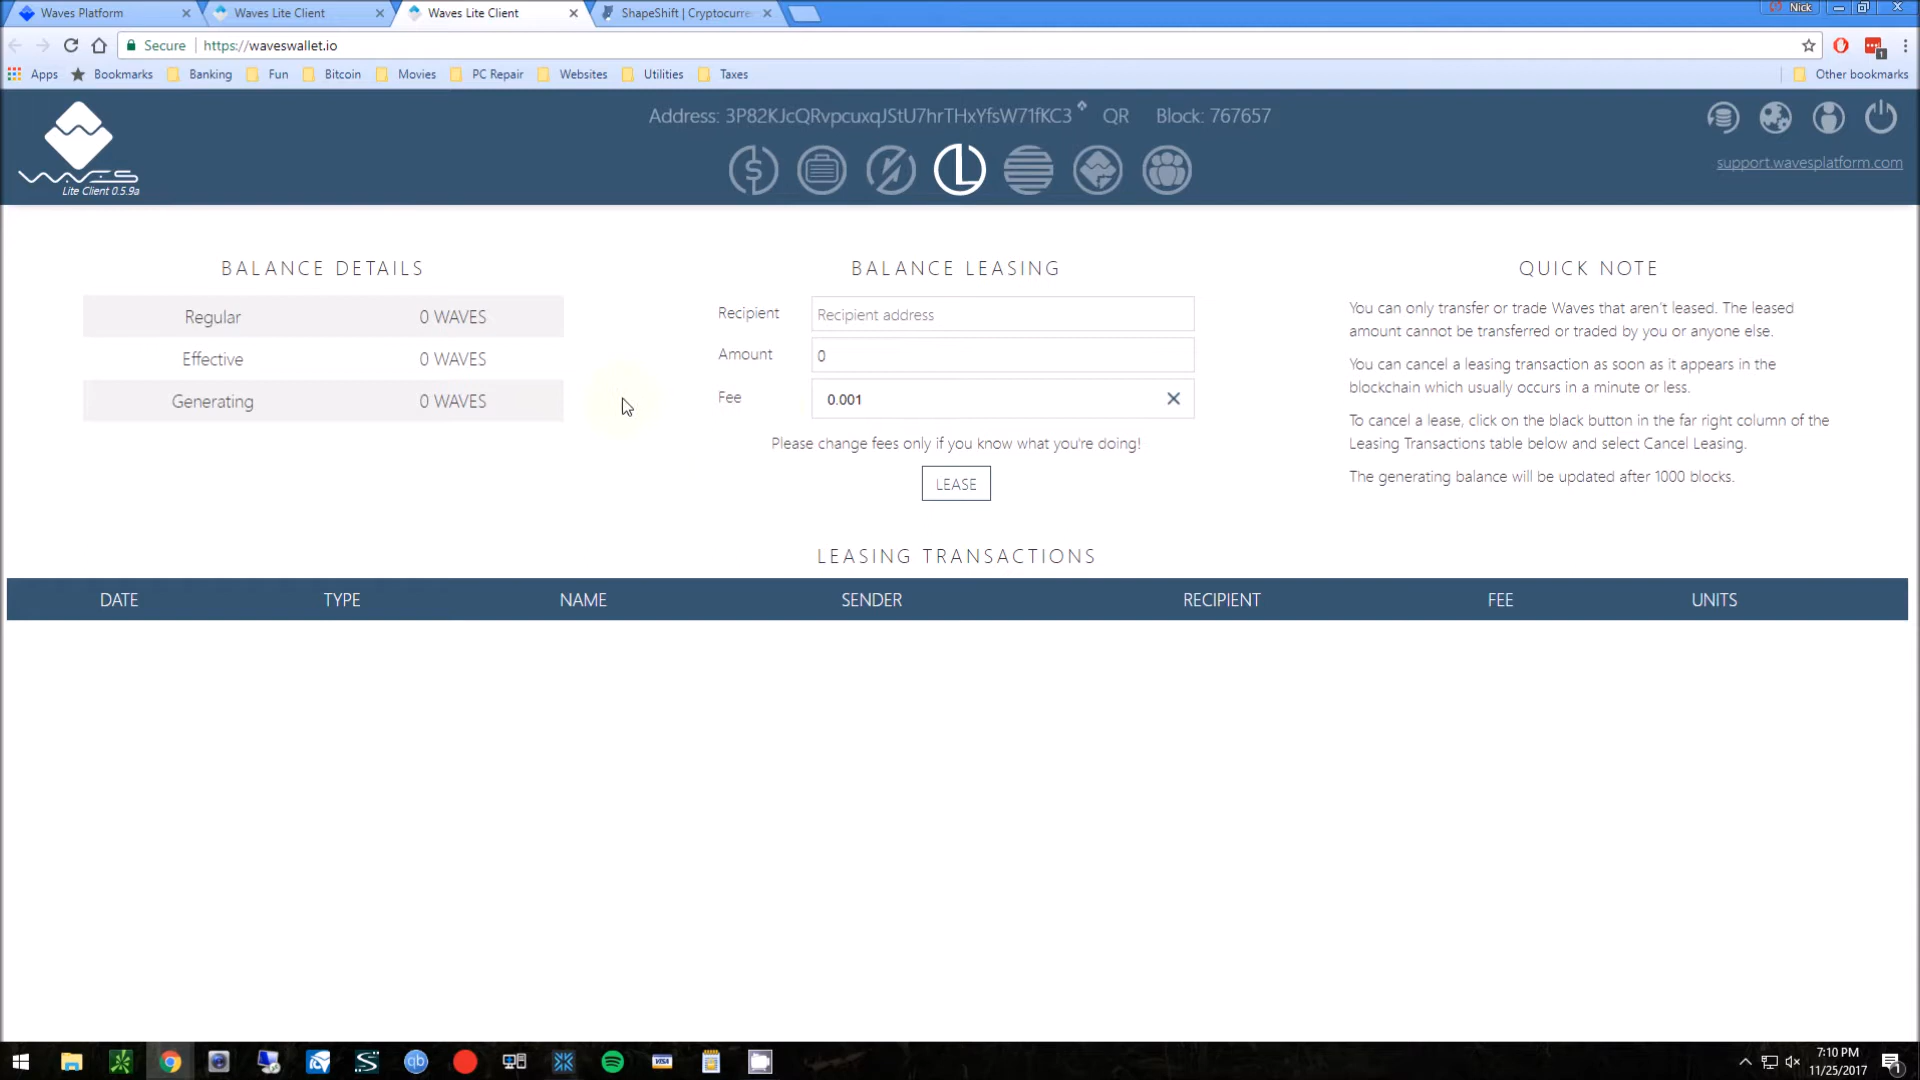 Waves Platform
Waves Lite Client
Waves Lite Client
ShapeShift | Cryptocurre
Nick
Secure
https://waveswallet.io
Apps
Bookmarks
Banking
Fun
Bitcoin
Movies
PC Repair
Websites
Utilities
Taxes
Other bookmarks
WAVES
Lite Client 0.5.9a
Address: 3P82KJcQRvpcuxqJStU7hrTHxYfsW71fKC3
QR
Block: 767657
support.wavesplatform.com
BALANCE DETAILS
Regular 0 WAVES
Effective 0 WAVES
Generating 0 WAVES
BALANCE LEASING
Recipient Recipient address
Amount 0
Fee 0.001
Please change fees only if you know what you're doing!
LEASE
QUICK NOTE
You can only transfer or trade Waves that aren't leased. The leased
amount cannot be transferred or traded by you or anyone else.
You can cancel a leasing transaction as soon as it appears in the
blockchain which usually occurs in a minute or less.
To cancel a lease, click on the black button in the far right column of the
Leasing Transactions table below and select Cancel Leasing.
The generating balance will be updated after 1000 blocks.
LEASING TRANSACTIONS
DATE TYPE NAME SENDER RECIPIENT FEE UNITS
qb
VISA
7:10 PM
11/25/2017
1